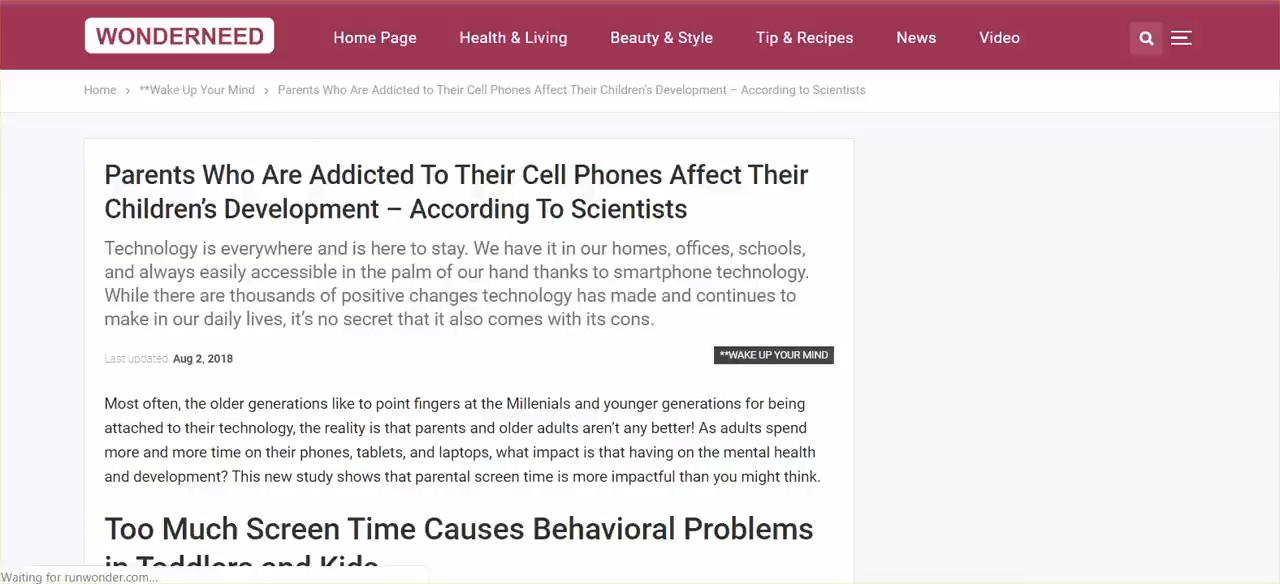 WONDERNEED
Home Page Health & Living Beauty & Style Tip & Recipes News Video
Home > **Wake Up Your Mind > Parents Who Are Addicted to Their Cell Phones Affect Their Children's Development – According to Scientists
Parents Who Are Addicted To Their Cell Phones Affect Their
Children's Development – According To Scientists
Technology is everywhere and is here to stay. We have it in our homes, offices, schools,
and always easily accessible in the palm of our hand thanks to smartphone technology.
While there are thousands of positive changes technology has made and continues to
make in our daily lives, it's no secret that it also comes with its cons.
Last updated Aug 2, 2018
**WAKE UP YOUR MIND
Most often, the older generations like to point fingers at the Millenials and younger generations for being
attached to their technology, the reality is that parents and older adults aren't any better! As adults spend
more and more time on their phones, tablets, and laptops, what impact is that having on the mental health
and development? This new study shows that parental screen time is more impactful than you might think.
Too Much Screen Time Causes Behavioral Problems
in Toddlers and Kids
Waiting for runwonder.com...